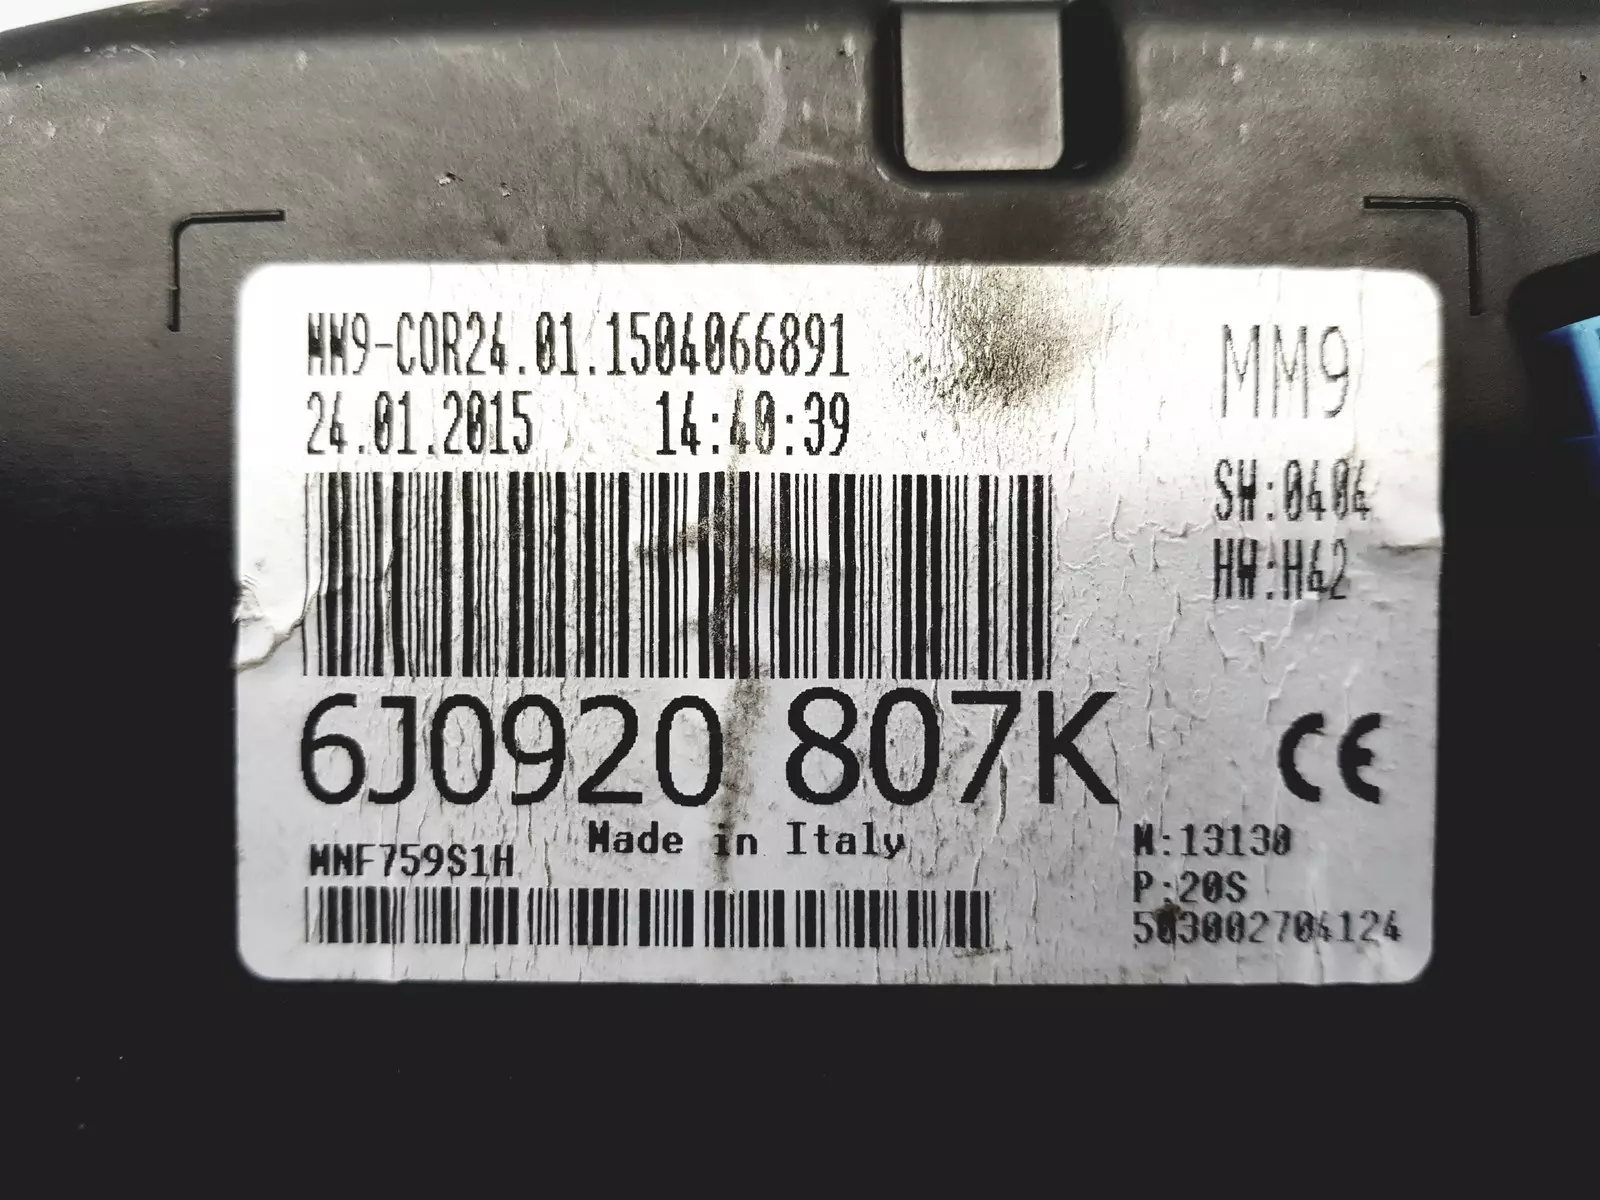 MM9-COR24.01.1504066891
24.01.2015 14:40:39
MM9
SW:0404
HW:H62
6J0920 807K
CE
Made in Italy
MNF759S1H
M:13130
P:20S
503002704124